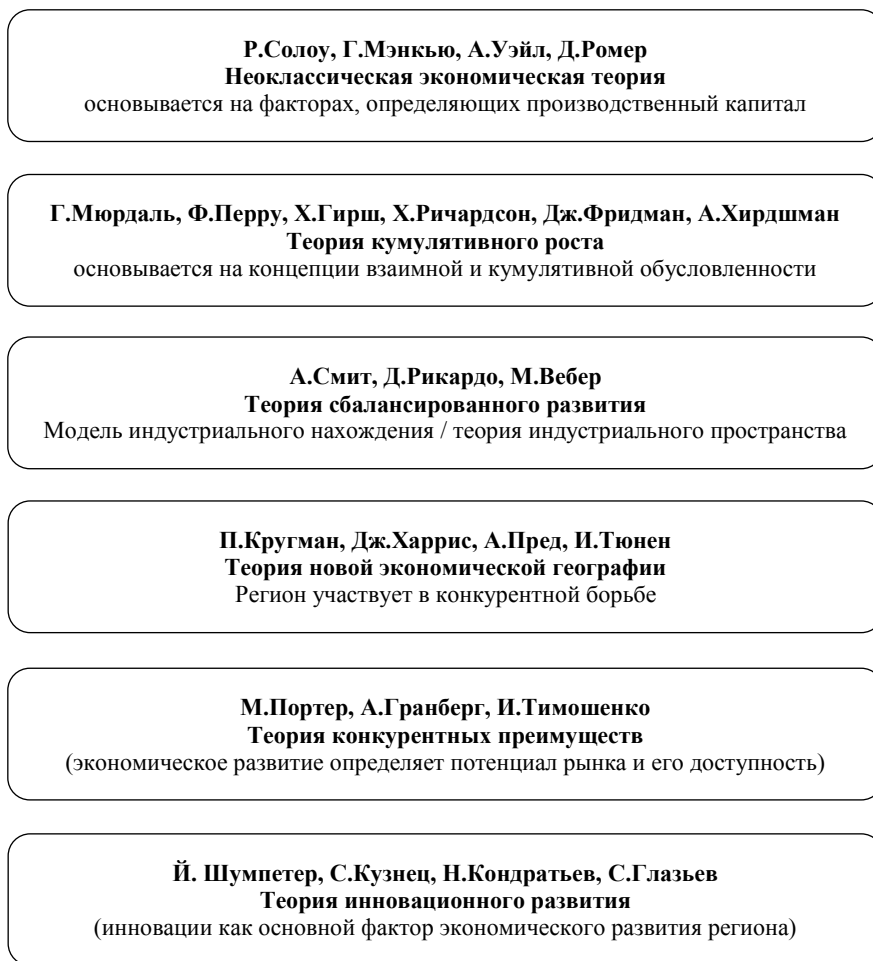 Р.Солоу, Г.Мэнкью, А.Уэйл, Д.Ромер
Неоклассическая экономическая теория
основывается на факторах, определяющих производственный капитал
Г.Мюрдаль, Ф.Перру, Х.Гирш, Х.Ричардсон, Дж.Фридман, А.Хирдшман
Теория кумулятивного роста
основывается на концепции взаимной и кумулятивной обусловленности
А.Смит, Д.Рикардо, М.Вебер
Теория сбалансированного развития
Модель индустриального нахождения / теория индустриального пространства
П.Кругман, Дж.Харрис, А.Пред, И.Тюнен
Теория новой экономической географии
Регион участвует в конкурентной борьбе
М.Портер, А.Гранберг, И.Тимошенко
Теория конкурентных преимуществ
(экономическое развитие определяет потенциал рынка и его доступность)
Й. Шумпетер, С.Кузнец, Н.Кондратьев, С.Глазьев
Теория инновационного развития
(инновации как основной фактор экономического развития региона)